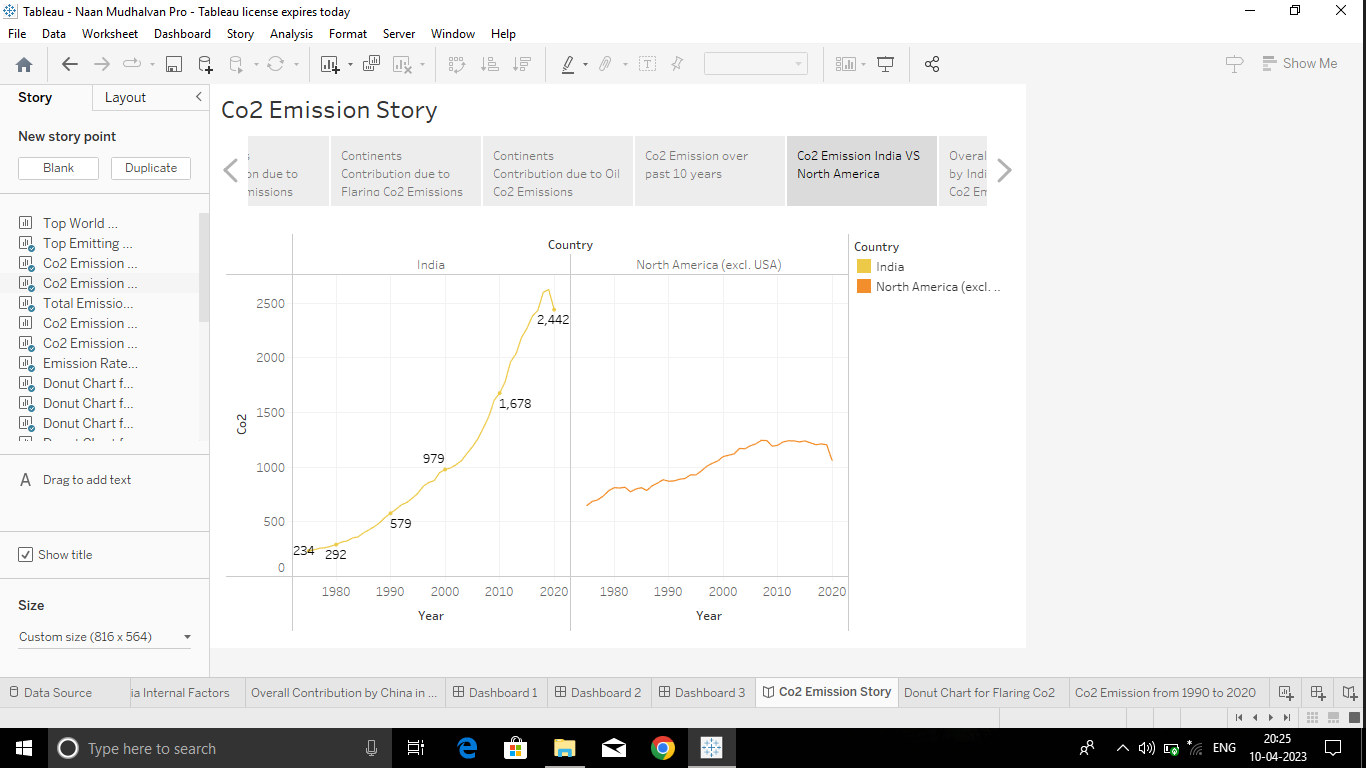 Tableau - Naan Mudhalvan Pro - Tableau license expires today
File Data Worksheet Dashboard Story Analysis Format Server Window Help
Show Me
Story Layout
New story point
Blank Duplicate
Top World ...
Top Emitting ...
Co2 Emission ...
Co2 Emission ...
Total Emissio...
Co2 Emission ...
Co2 Emission ...
Emission Rate...
Donut Chart f...
Donut Chart f...
Donut Chart f...
A Drag to add text
Show title
Size
Custom size (816 x 564)
Co2 Emission Story
on due to
missions
Continents
Contribution due to
Flaring Co2 Emissions
Continents
Contribution due to Oil
Co2 Emissions
Co2 Emission over
past 10 years
Co2 Emission India VS
North America
Overal
by Indi
Co2 Em
Country
India North America (excl. USA)
Co2
2500
2000
1500
1000
500
0
234
292
579
979
1,678
2,442
1980 1990 2000 2010 2020 1980 1990 2000 2010 2020
Year Year
Country
India
North America (excl. ..
Data Source ia Internal Factors Overall Contribution by China in ... Dashboard 1 Dashboard 2 Dashboard 3 Co2 Emission Story Donut Chart for Flaring Co2 Co2 Emission from 1990 to 2020
Type here to search
ENG
20:25
10-04-2023